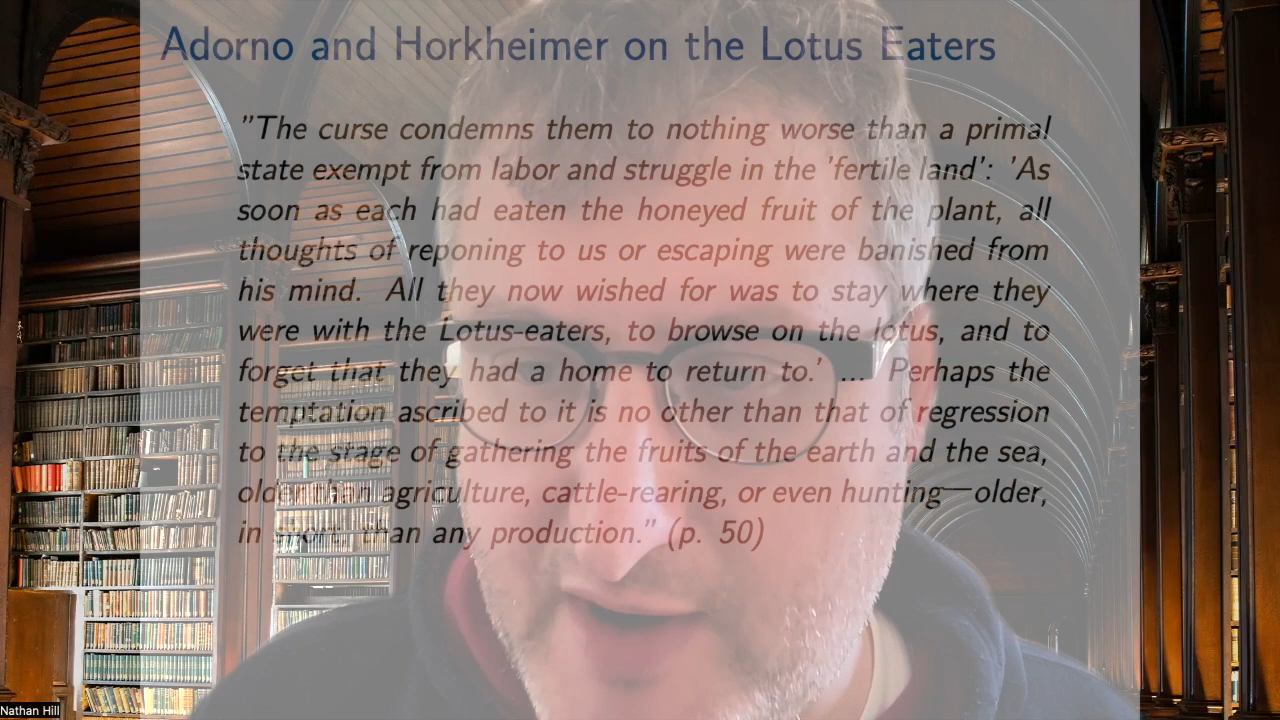 Adorno and Horkheimer on the Lotus Eaters
"The curse condemns them to nothing worse than a primal
state exempt from labor and struggle in the 'fertile land': 'As
soon as each had eaten the honeyed fruit of the plant, all
thoughts of reponing to us or escaping were banished from
his mind. All they now wished for was to stay where they
were with the Lotus-eaters, to browse on the lotus, and to
forget that they had a home to return to.' ... Perhaps the
temptation ascribed to it is no other than that of regression
to the stage of gathering the fruits of the earth and the sea,
older than agriculture, cattle-rearing, or even hunting—older,
in short, than any production." (p. 50)
Nathan Hill